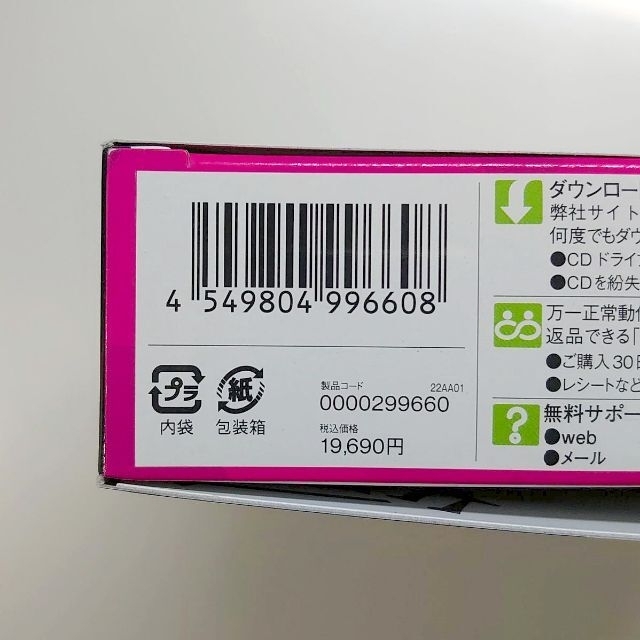 4 549804 996608
プラ
内袋
紙
包装箱
製品コード 22AA01
0000299660
税込価格
19,690円
ダウンロー
弊社サイト
何度でもダウ
●CDドライ
●CDを紛失
万一正常動作
返品できる「
●ご購入30日
●レシートなど
?
無料サポー
●web
●メール